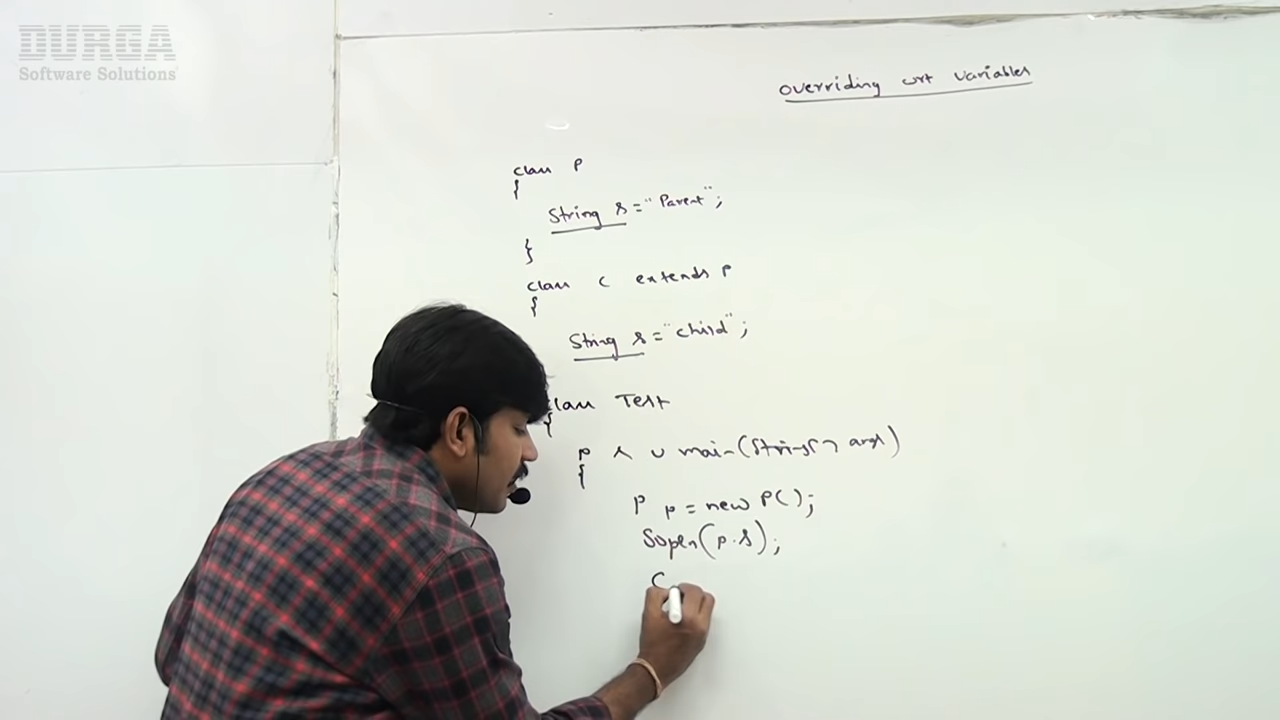 DURGA
Software Solutions
overriding wrt variables
class P
{
String s="Parent";
}
class C extends P
{
String s="child";
class Test
{
p s v main(String[] args)
{
P p = new P();
Sopln(p.s);
C